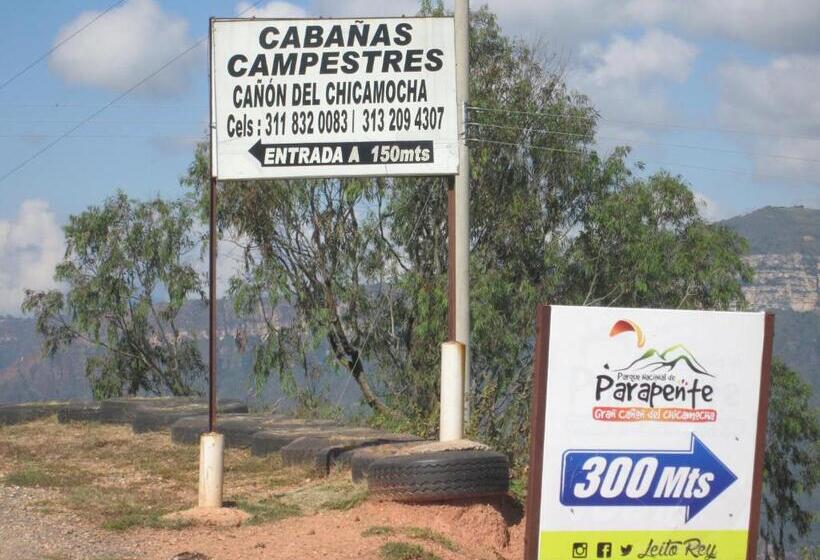 CABAÑAS
CAMPESTRES
CAÑÓN DEL CHICAMOCHA
Cels : 311 832 0083 / 313 209 4307
ENTRADA A 150mts
Parque Nacional de
PARAPENTE
GRAN CAÑON DEL CHICAMOCHA
300 Mts
Leito Rey